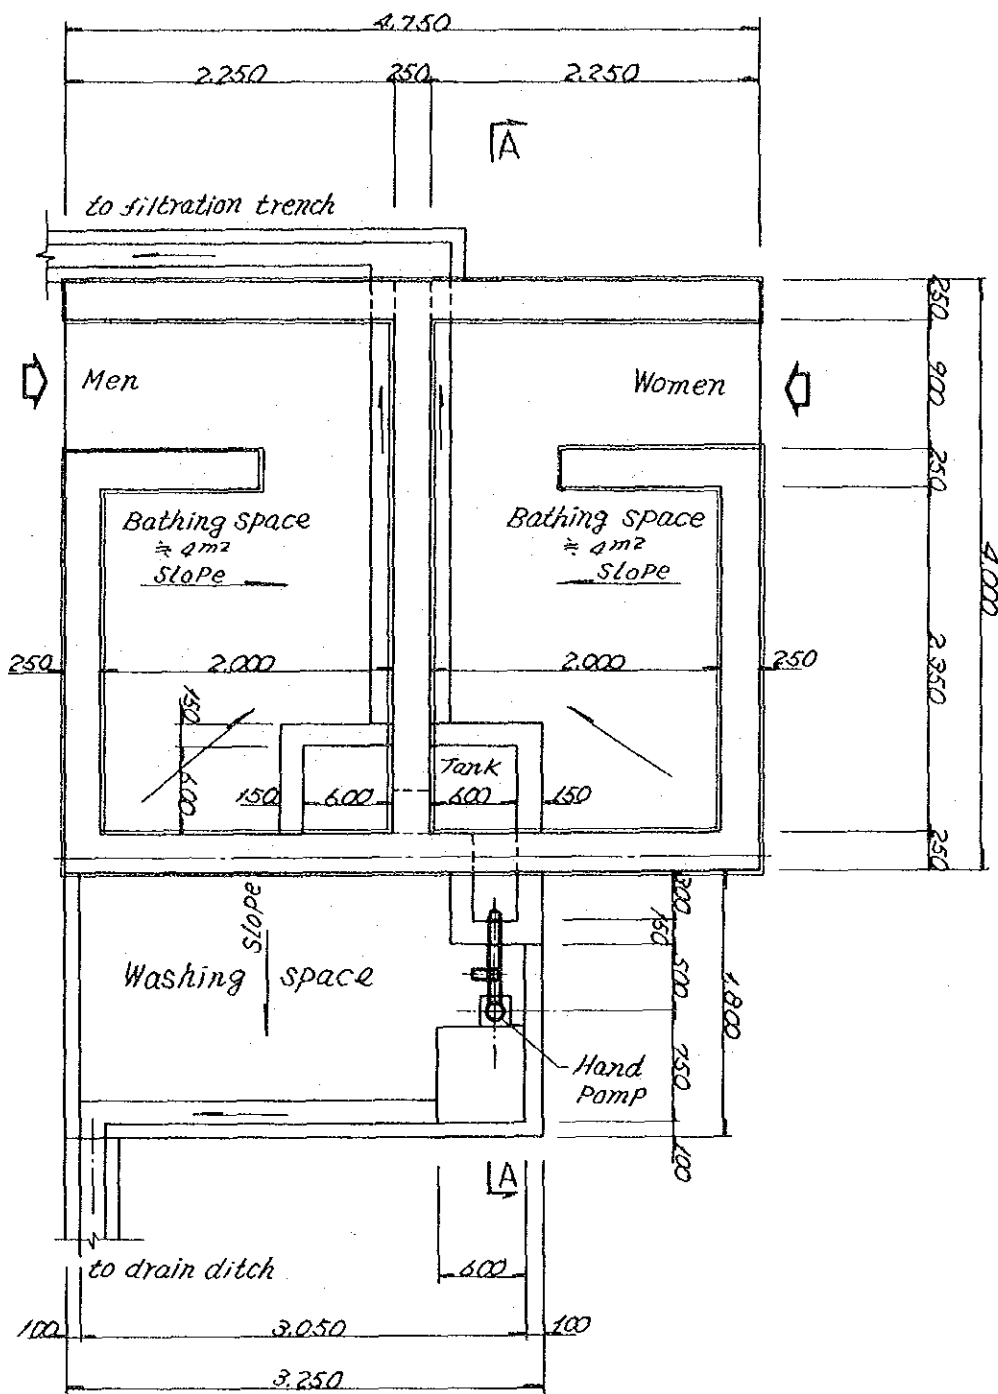 4.750
2.250 250 2.250
A
to filtration trench
250
900
250
4.000
2.350
250
Men
Women
Bathing space
≒ 4m2
Slope
Bathing space
≒ 4m2
Slope
250 2.000 2.000 250
150
600
Tank
150 600 600 150
Slope
Washing space
300
150
500
750
100
1.800
Hand
Pomp
A
to drain ditch
600
100 3.050 100
3.250